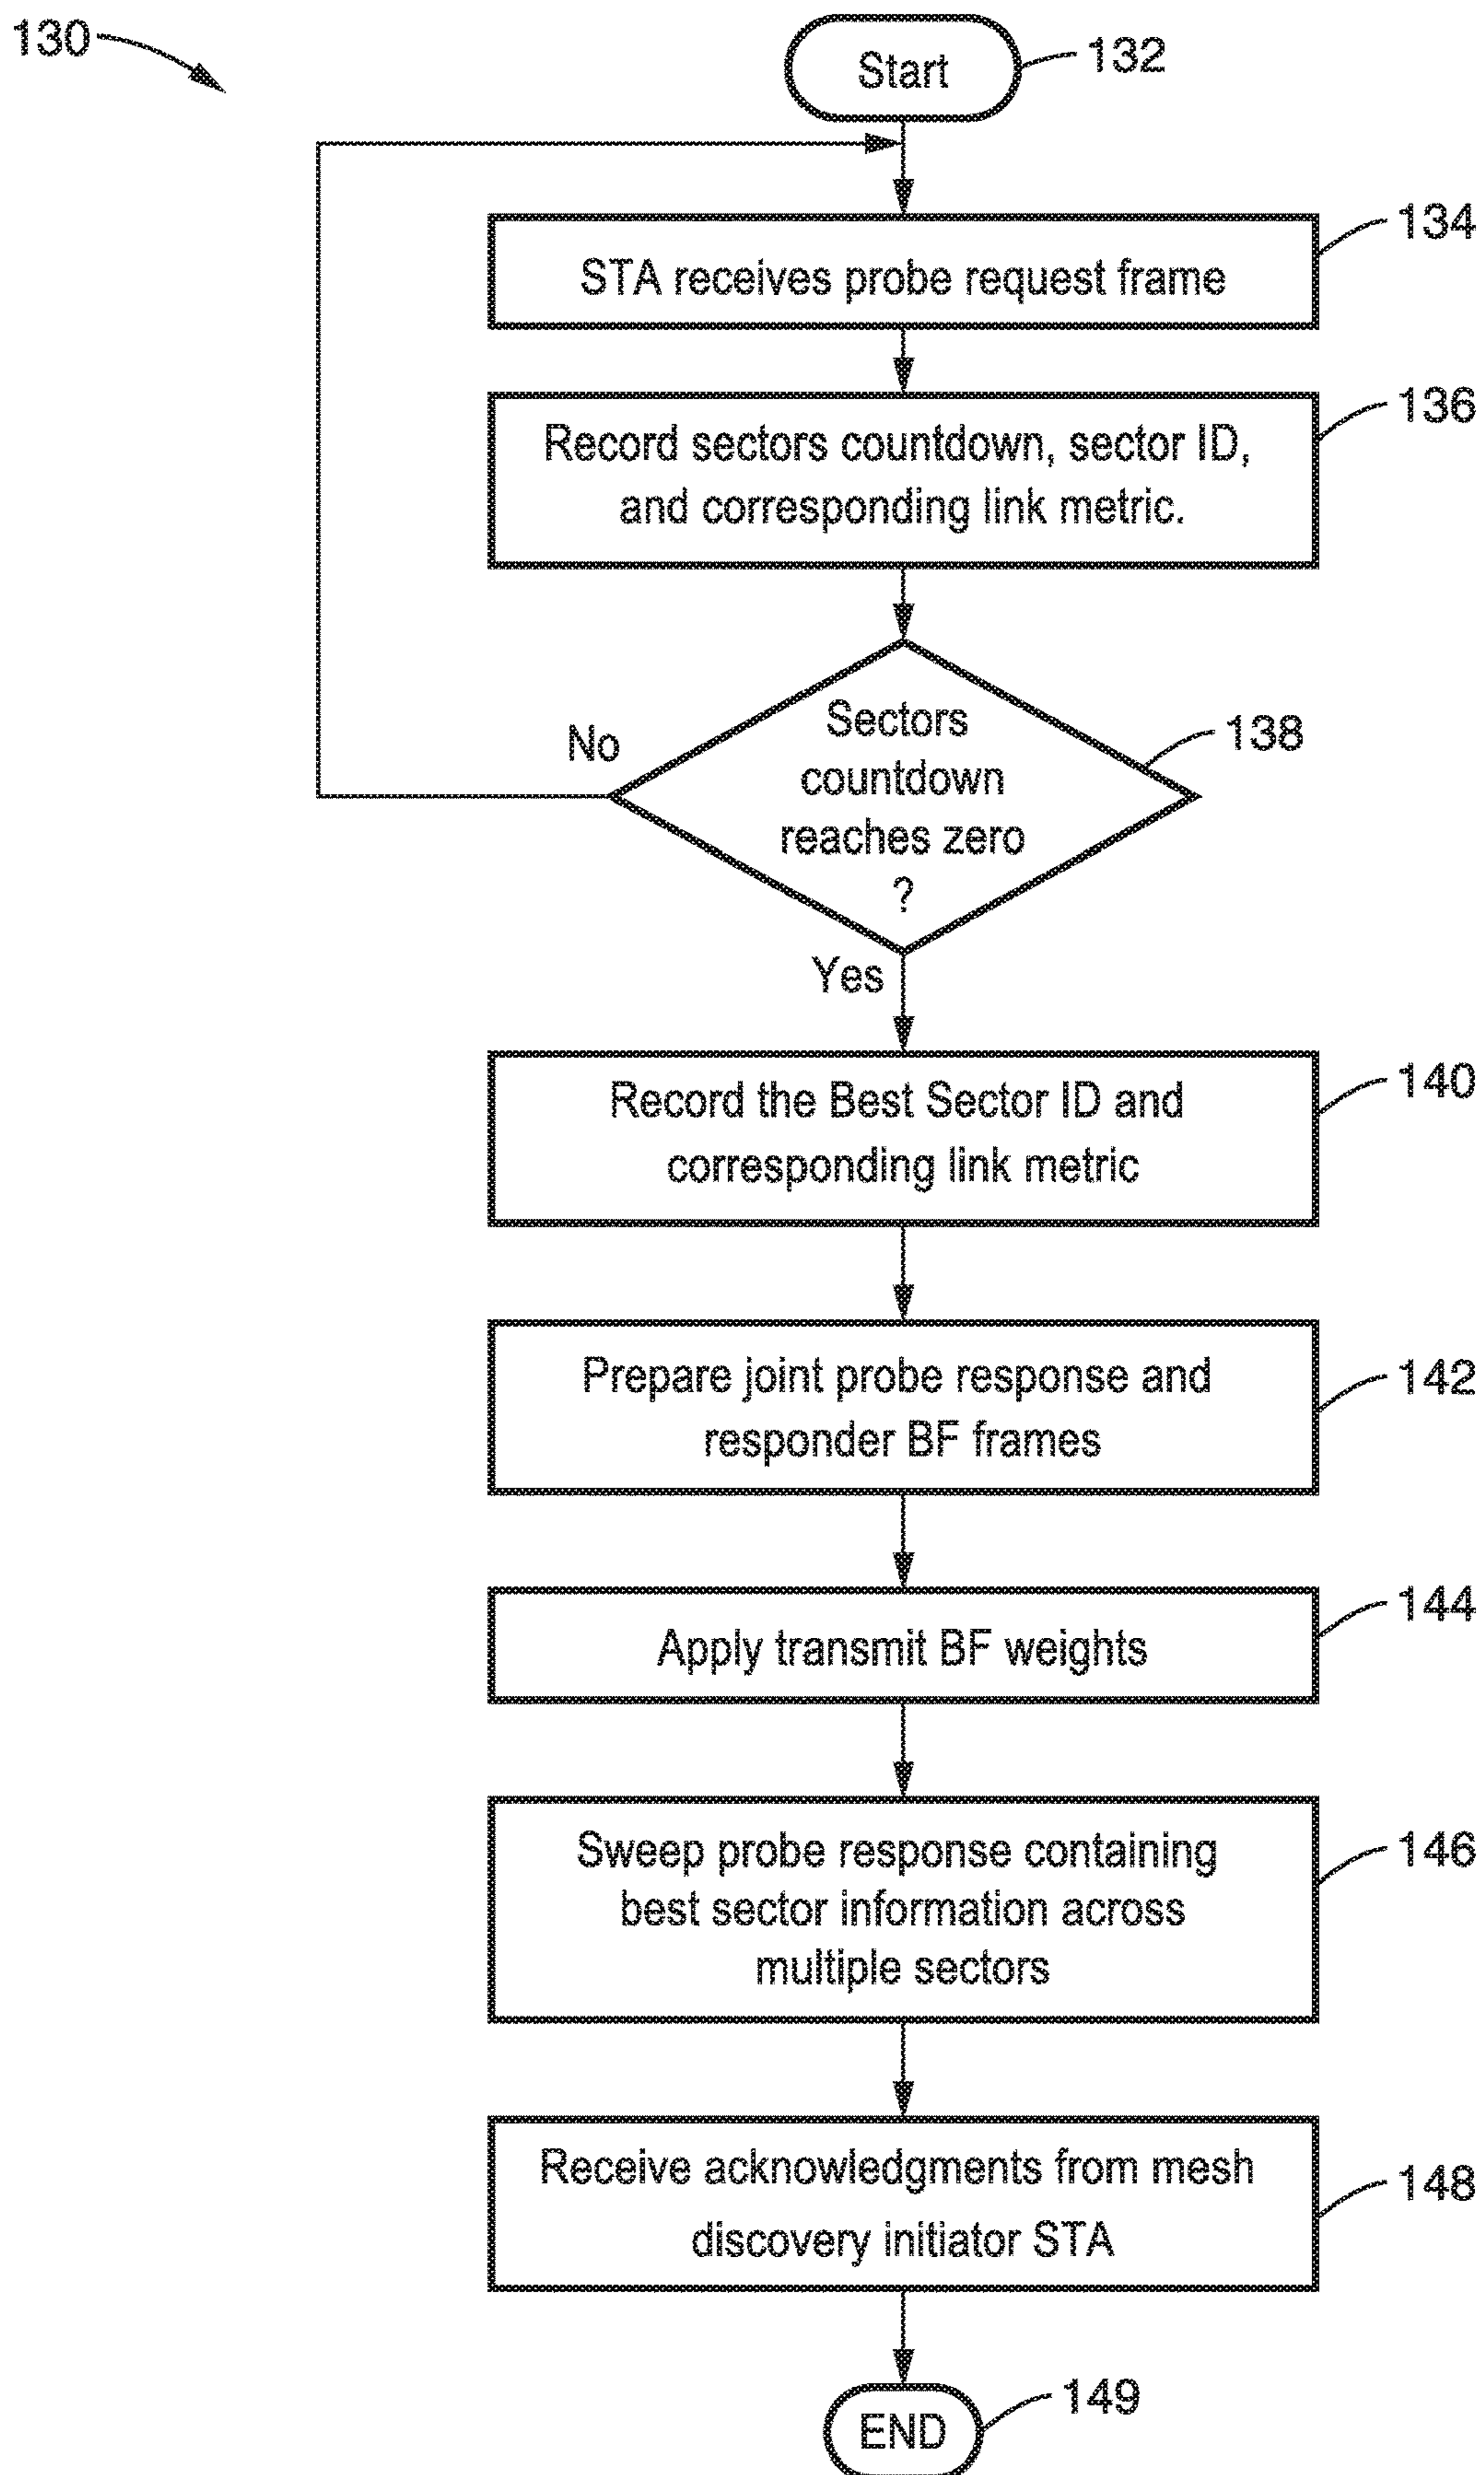 130
Start
132
134
STA receives probe request frame
136
Record sectors countdown, sector ID,
and corresponding link metric.
No
Sectors
countdown
reaches zero
?
138
Yes
140
Record the Best Sector ID and
corresponding link metric
Prepare joint probe response and
responder BF frames
142
144
Apply transmit BF weights
Sweep probe response containing
best sector information across
multiple sectors
146
Receive acknowledgments from mesh
discovery initiator STA
148
END
149